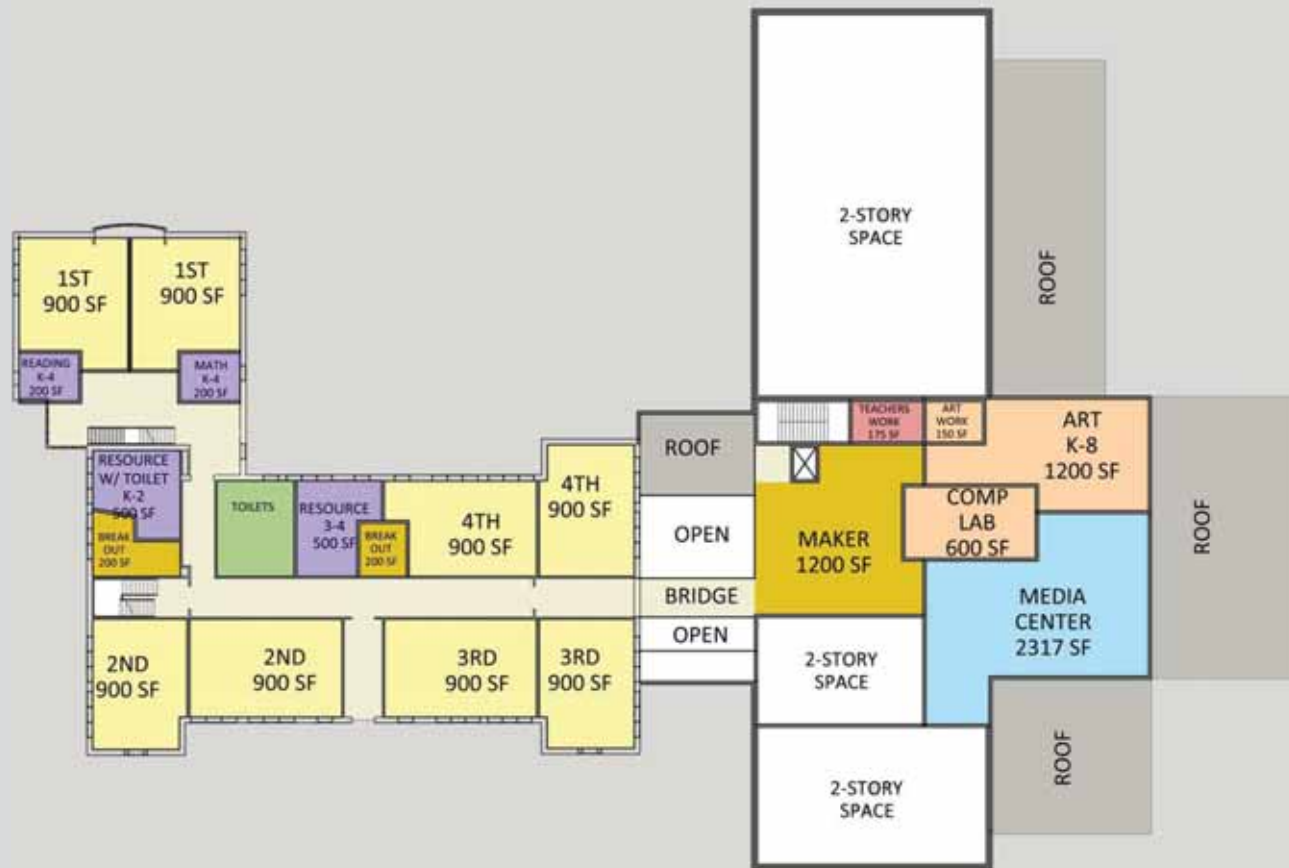 2-STORY
SPACE
ROOF
1ST
900 SF
1ST
900 SF
READING
K-4
200 SF
MATH
K-4
200 SF
RESOURCE
W/ TOILET
K-2
500 SF
BREAK
OUT
200 SF
TOILETS
RESOURCE
3-4
500 SF
BREAK
OUT
200 SF
4TH
900 SF
4TH
900 SF
ROOF
OPEN
BRIDGE
OPEN
TEACHERS
WORK
175 SF
ART
WORK
150 SF
ART
K-8
1200 SF
COMP
LAB
600 SF
MAKER
1200 SF
MEDIA
CENTER
2317 SF
ROOF
2ND
900 SF
2ND
900 SF
3RD
900 SF
3RD
900 SF
2-STORY
SPACE
2-STORY
SPACE
ROOF